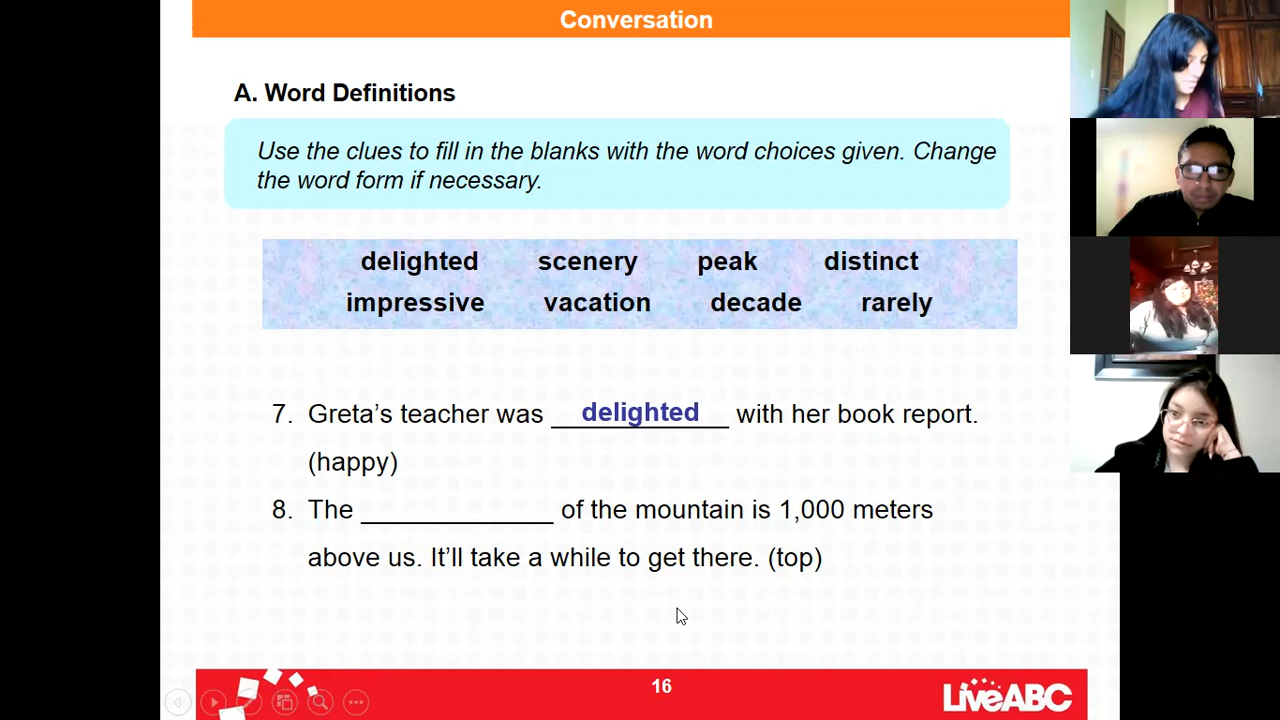 Conversation
A. Word Definitions
Use the clues to fill in the blanks with the word choices given. Change
the word form if necessary.
delighted scenery peak distinct
impressive vacation decade rarely
7. Greta’s teacher was delighted with her book report.
(happy)
8. The ______________ of the mountain is 1,000 meters
above us. It’ll take a while to get there. (top)
16
LiveABC